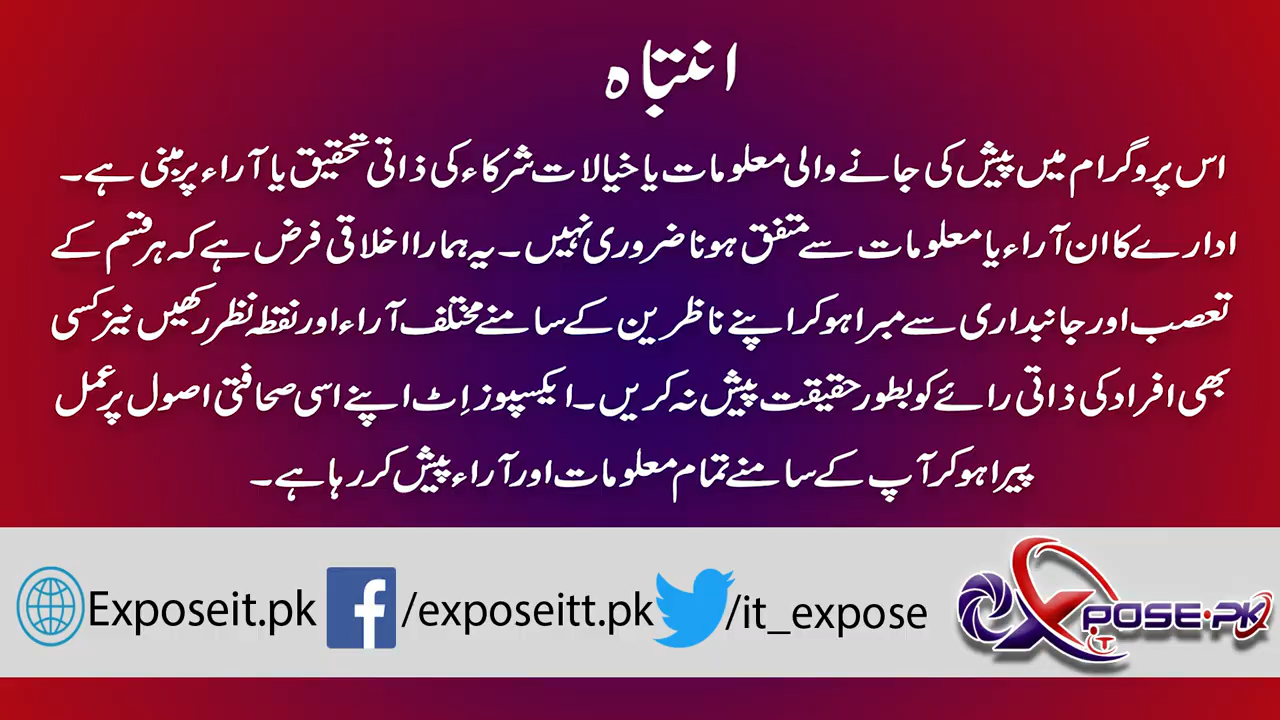 انتباہ
اس پروگرام میں پیش کی جانے والی معلومات یا خیالات شرکاء کی ذاتی تحقیق یا آراء پر مبنی ہے۔
ادارے کا ان آراء یا معلومات سے متفق ہونا ضروری نہیں۔ یہ ہمارا اخلاقی فرض ہے کہ ہر قسم کے
تعصب اور جانبداری سے مبرا ہو کر اپنے ناظرین کے سامنے مختلف آراء اور نقطہ نظر رکھیں نیز کسی
بھی افراد کی ذاتی رائے کو بطور حقیقت پیش نہ کریں۔ ایکسپوز اِٹ اپنے اسی صحافتی اصول پر عمل
پیرا ہو کر آپ کے سامنے تمام معلومات اور آراء پیش کر رہا ہے۔
Exposeit.pk /exposeitt.pk /it_expose XPOSE.PK IT